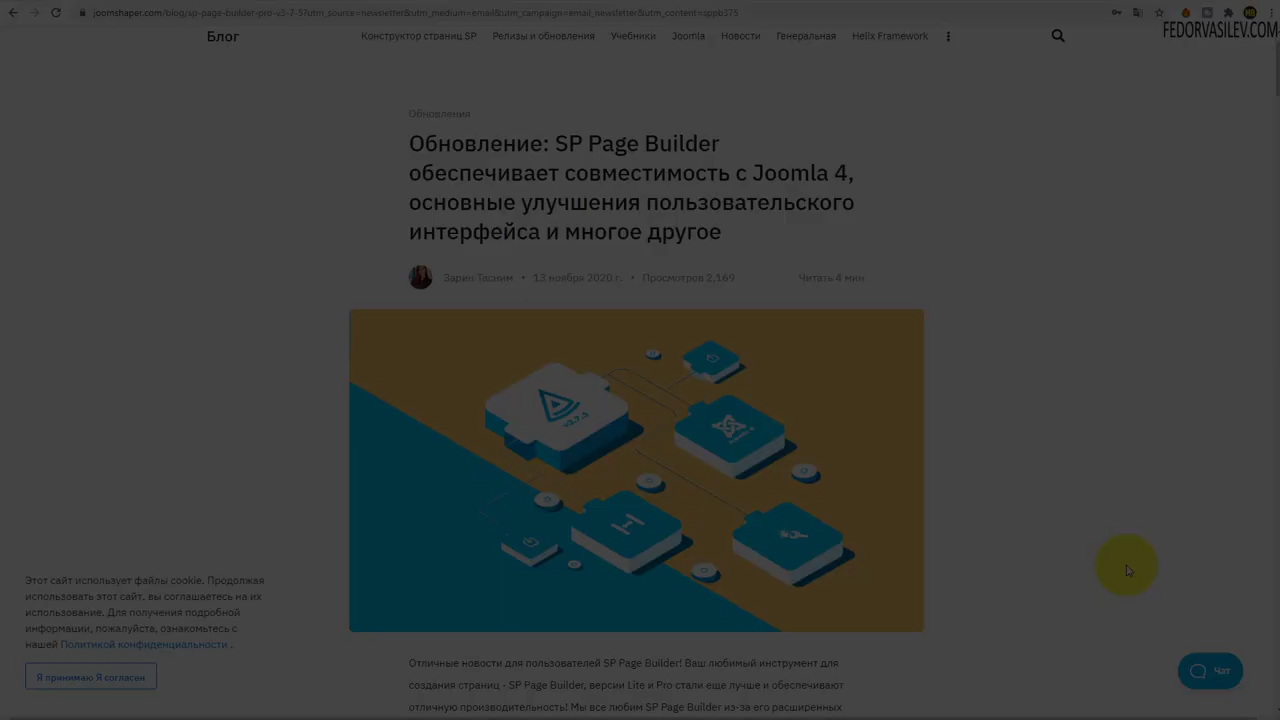 joomshaper.com/blog/sp-page-builder-pro-v3-7-5?utm_source=newsletter&utm_medium=email&utm_campaign=email_newsletter&utm_content=sppb375
FEDORVASILEV.COM
Блог
Конструктор страниц SP
Релизы и обновления
Учебники
Joomla
Новости
Генеральная
Helix Framework
Обновления
Обновление: SP Page Builder
обеспечивает совместимость с Joomla 4,
основные улучшения пользовательского
интерфейса и многое другое
Зарин Тасним • 13 ноября 2020 г. • Просмотров 2,169
Читать 4 мин
Этот сайт использует файлы cookie. Продолжая
использовать этот сайт, вы соглашаетесь на их
использование. Для получения подробной
информации, пожалуйста, ознакомьтесь с
нашей Политикой конфиденциальности .
Я принимаю Я согласен
Чат
Отличные новости для пользователей SP Page Builder! Ваш любимый инструмент для
создания страниц - SP Page Builder, версии Lite и Pro стали еще лучше и обеспечивают
отличную производительность! Мы все любим SP Page Builder из-за его расширенных